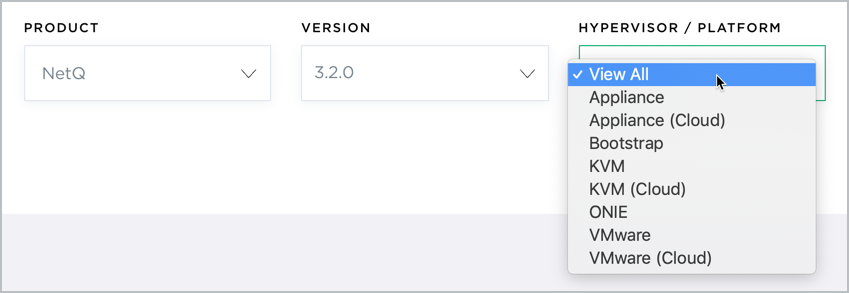 PRODUCT
VERSION
HYPERVISOR / PLATFORM
NetQ
3.2.0
✓ View All
Appliance
Appliance (Cloud)
Bootstrap
KVM
KVM (Cloud)
ONIE
VMware
VMware (Cloud)